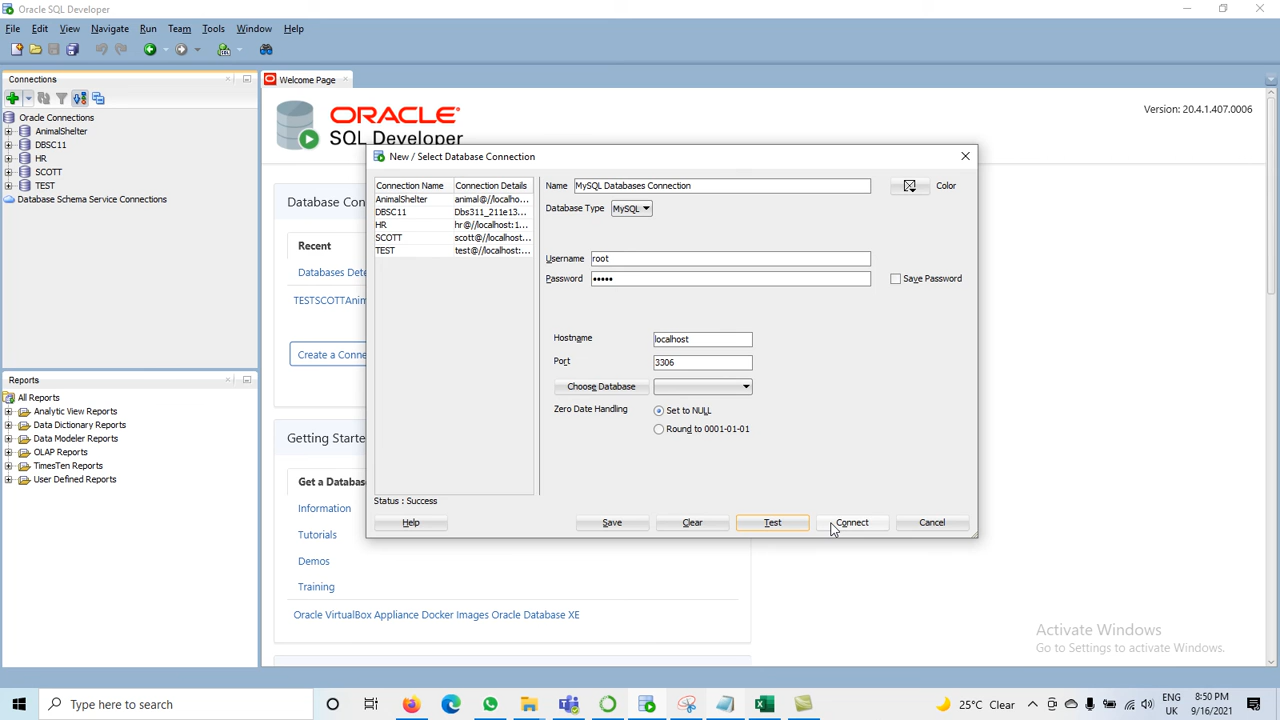 Oracle SQL Developer
File Edit View Navigate Run Team Tools Window Help
Connections
Oracle Connections
AnimalShelter
DBSC11
HR
SCOTT
TEST
Database Schema Service Connections
Reports
All Reports
Analytic View Reports
Data Dictionary Reports
Data Modeler Reports
OLAP Reports
TimesTen Reports
User Defined Reports
Welcome Page
ORACLE
SQL Developer
Version: 20.4.1.407.0006
Database Con
Recent
Databases Dete
TESTSCOTTAnim
Create a Conne
Getting Starte
Get a Databas
Information
Tutorials
Demos
Training
Oracle VirtualBox Appliance Docker Images Oracle Database XE
New / Select Database Connection
Connection Name Connection Details
AnimalShelter animal@//localho...
DBSC11 Dbs311_211e13...
HR hr@//localhost:1...
SCOTT scott@//localhost...
TEST test@//localhost:...
Name MySQL Databases Connection Color
Database Type MySQL
Username root
Password ••••• Save Password
Hostname localhost
Port 3306
Choose Database
Zero Date Handling Set to NULL
Round to 0001-01-01
Status : Success
Help Save Clear Test Connect Cancel
Activate Windows
Go to Settings to activate Windows.
Type here to search
25°C Clear
ENG
UK
8:50 PM
9/16/2021